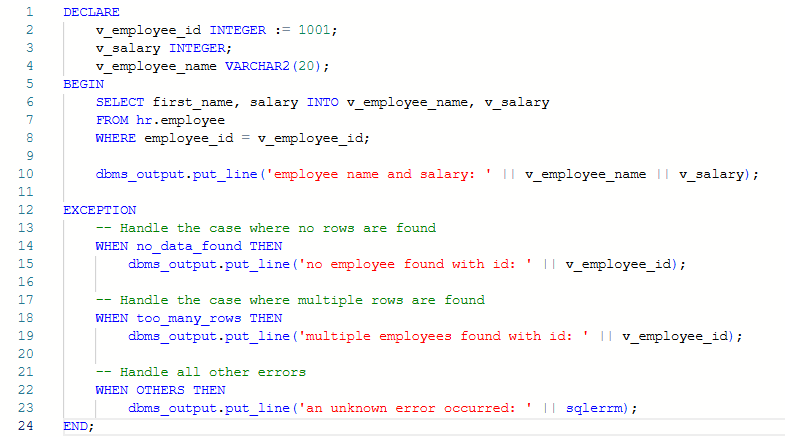 1 DECLARE
2 v_employee_id INTEGER := 1001;
3 v_salary INTEGER;
4 v_employee_name VARCHAR2(20);
5 BEGIN
6 SELECT first_name, salary INTO v_employee_name, v_salary
7 FROM hr.employee
8 WHERE employee_id = v_employee_id;
9
10 dbms_output.put_line('employee name and salary: ' || v_employee_name || v_salary);
11
12 EXCEPTION
13 -- Handle the case where no rows are found
14 WHEN no_data_found THEN
15 dbms_output.put_line('no employee found with id: ' || v_employee_id);
16
17 -- Handle the case where multiple rows are found
18 WHEN too_many_rows THEN
19 dbms_output.put_line('multiple employees found with id: ' || v_employee_id);
20
21 -- Handle all other errors
22 WHEN OTHERS THEN
23 dbms_output.put_line('an unknown error occurred: ' || sqlerrm);
24 END;